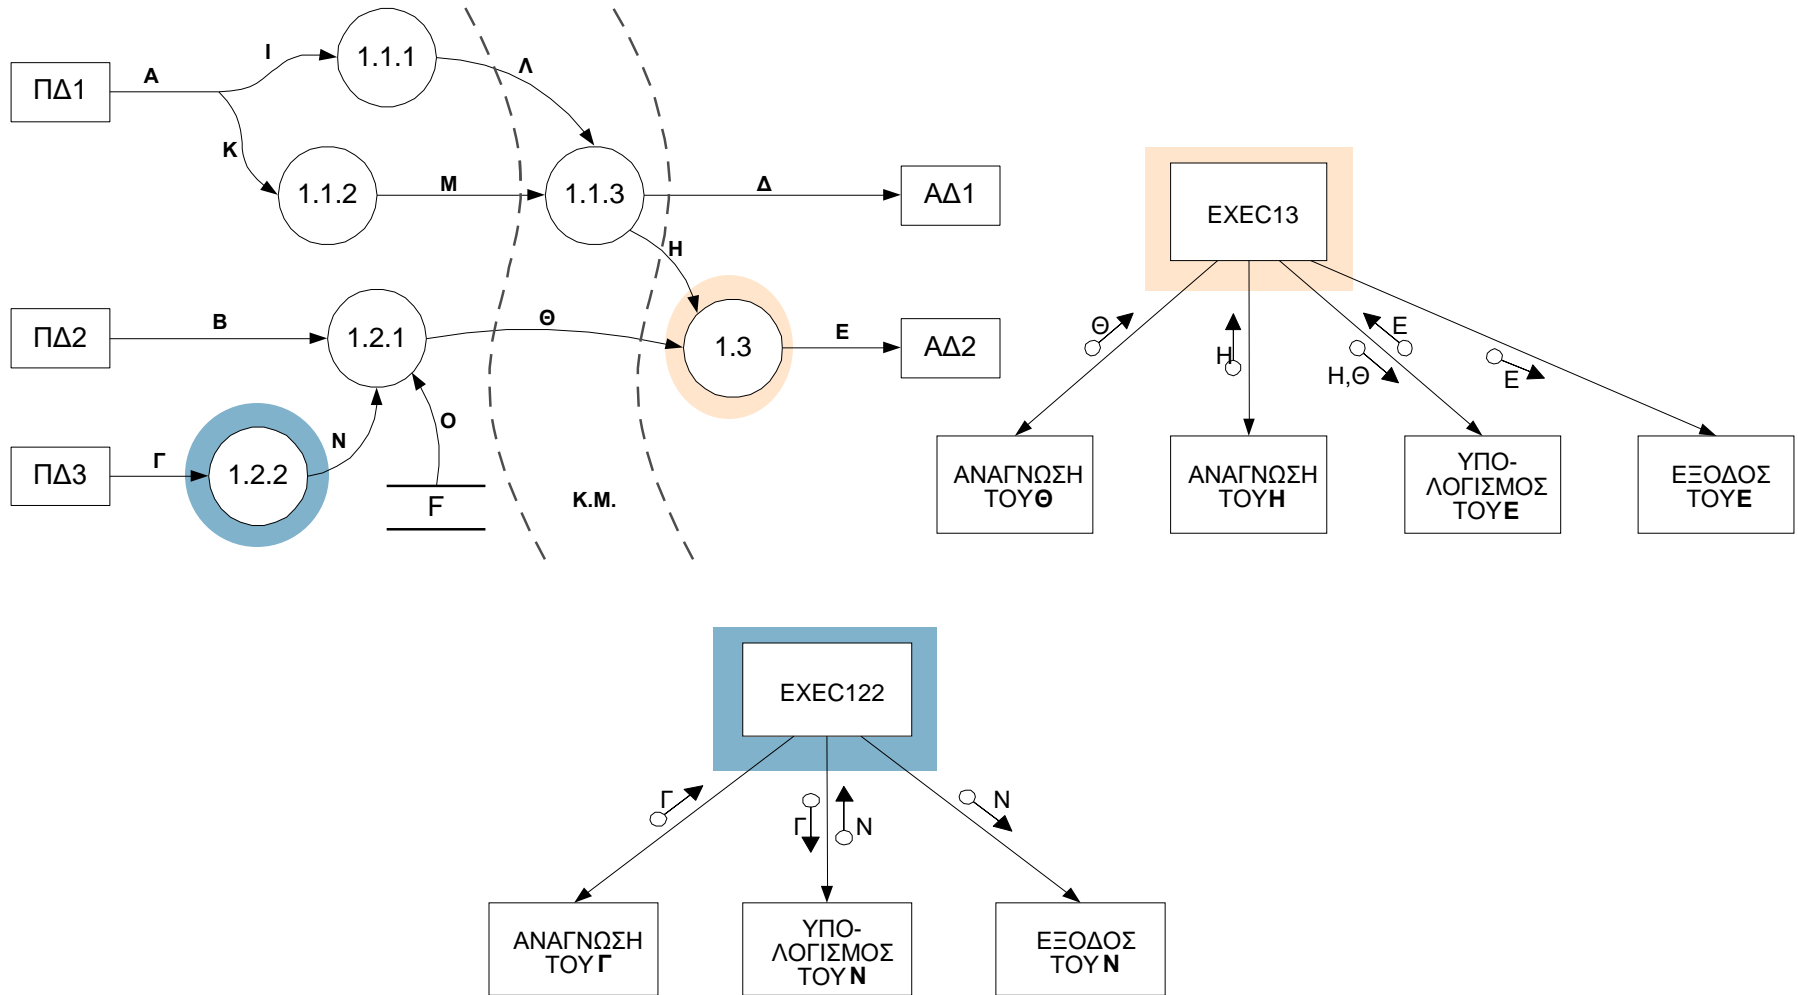 Ι
1.1.1
Λ
ΠΔ1
Α
Κ
1.1.2
Μ
1.1.3
Δ
ΑΔ1
Η
ΠΔ2
Β
1.2.1
Θ
1.3
Ε
ΑΔ2
ΠΔ3
Γ
1.2.2
Ν
Ο
F
Κ.Μ.
EXEC13
Θ
Η
Ε
Η,Θ
Ε
ΑΝΑΓΝΩΣΗ
ΤΟΥ Θ
ΑΝΑΓΝΩΣΗ
ΤΟΥ Η
ΥΠΟ-
ΛΟΓΙΣΜΟΣ
ΤΟΥ Ε
ΕΞΟΔΟΣ
ΤΟΥ Ε
EXEC122
Γ
Γ
Ν
Ν
ΑΝΑΓΝΩΣΗ
ΤΟΥ Γ
ΥΠΟ-
ΛΟΓΙΣΜΟΣ
ΤΟΥ Ν
ΕΞΟΔΟΣ
ΤΟΥ Ν